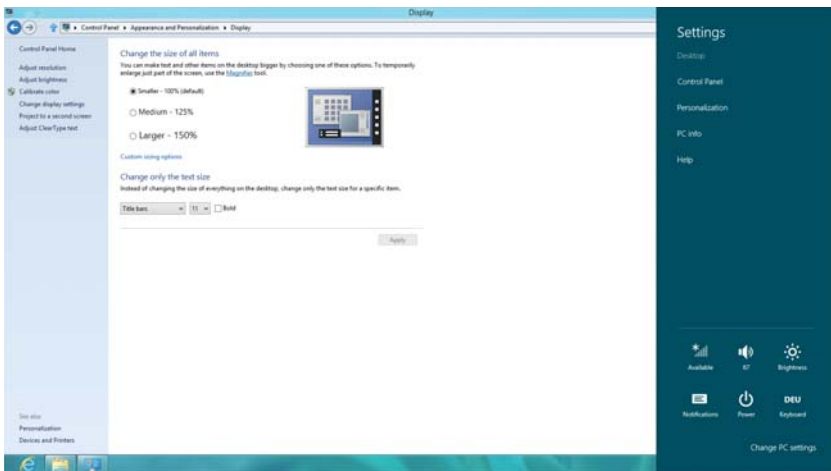 Display
Control Panel ▸ Appearance and Personalization ▸ Display
Control Panel Home
Adjust resolution
Adjust brightness
Calibrate color
Change display settings
Project to a second screen
Adjust ClearType text
See also
Personalization
Devices and Printers
Change the size of all items
You can make text and other items on the desktop bigger by choosing one of these options. To temporarily
enlarge just part of the screen, use the Magnifier tool.
Smaller - 100% (default)
Medium - 125%
Larger - 150%
Custom sizing options
Change only the text size
Instead of changing the size of everything on the desktop, change only the text size for a specific item.
Title bars 11 Bold
Apply
Settings
Desktop
Control Panel
Personalization
PC info
Help
Available 67 Brightness
DEU
Notifications Power Keyboard
Change PC settings